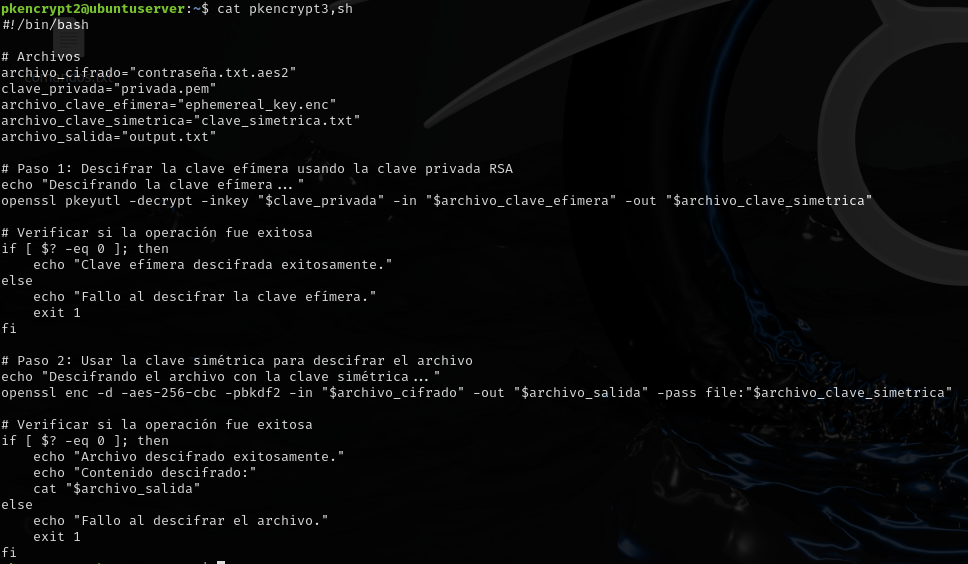 pkencrypt2@ubuntuserver:~$ cat pkencrypt3,sh
#!/bin/bash

# Archivos
archivo_cifrado="contraseña.txt.aes2"
clave_privada="privada.pem"
archivo_clave_efimera="ephemereal_key.enc"
archivo_clave_simetrica="clave_simetrica.txt"
archivo_salida="output.txt"

# Paso 1: Descifrar la clave efímera usando la clave privada RSA
echo "Descifrando la clave efímera..."
openssl pkeyutl -decrypt -inkey "$clave_privada" -in "$archivo_clave_efimera" -out "$archivo_clave_simetrica"

# Verificar si la operación fue exitosa
if [ $? -eq 0 ]; then
    echo "Clave efímera descifrada exitosamente."
else
    echo "Fallo al descifrar la clave efímera."
    exit 1
fi

# Paso 2: Usar la clave simétrica para descifrar el archivo
echo "Descifrando el archivo con la clave simétrica..."
openssl enc -d -aes-256-cbc -pbkdf2 -in "$archivo_cifrado" -out "$archivo_salida" -pass file:"$archivo_clave_simetrica"

# Verificar si la operación fue exitosa
if [ $? -eq 0 ]; then
    echo "Archivo descifrado exitosamente."
    echo "Contenido descifrado:"
    cat "$archivo_salida"
else
    echo "Fallo al descifrar el archivo."
    exit 1
fi